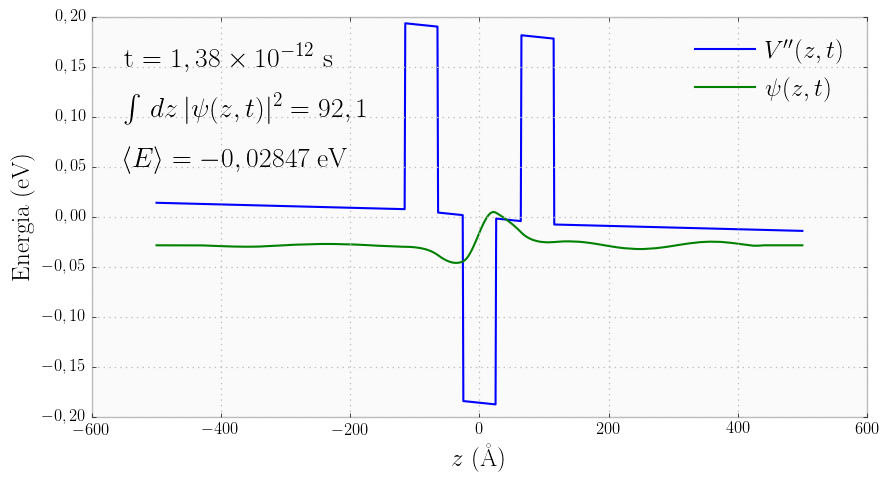 0,20
0,15
0,10
0,05
0,00
−0,05
−0,10
−0,15
−0,20
Energia (eV)
t = 1,38 × 10⁻¹² s
∫ dz |ψ(z, t)|² = 92,1
⟨E⟩ = −0,02847 eV
V′′(z, t)
ψ(z, t)
−600 −400 −200 0 200 400 600
z (Å)